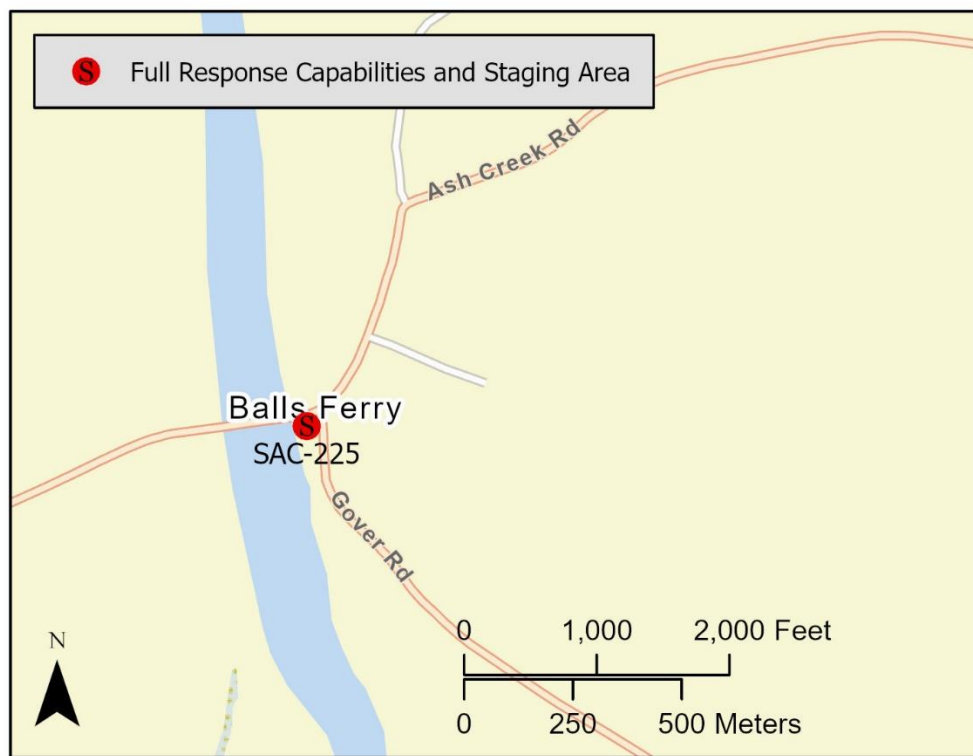 S Full Response Capabilities and Staging Area
Ash Creek Rd
Balls Ferry
S
SAC-225
Gover Rd
N
0 1,000 2,000 Feet
0 250 500 Meters